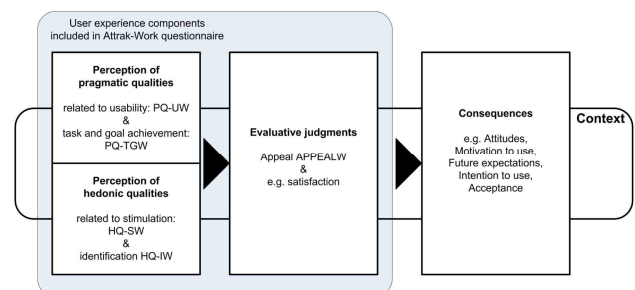 User experience components
included in Attrak-Work questionnaire
Perception of
pragmatic qualities
related to usability: PQ-UW
&
task and goal achievement:
PQ-TGW
Perception of
hedonic qualities
related to stimulation:
HQ-SW
&
identification HQ-IW
Evaluative judgments
Appeal APPEALW
&
e.g. satisfaction
Consequences
e.g. Attitudes,
Motivation to use,
Future expectations,
Intention to use,
Acceptance
Context